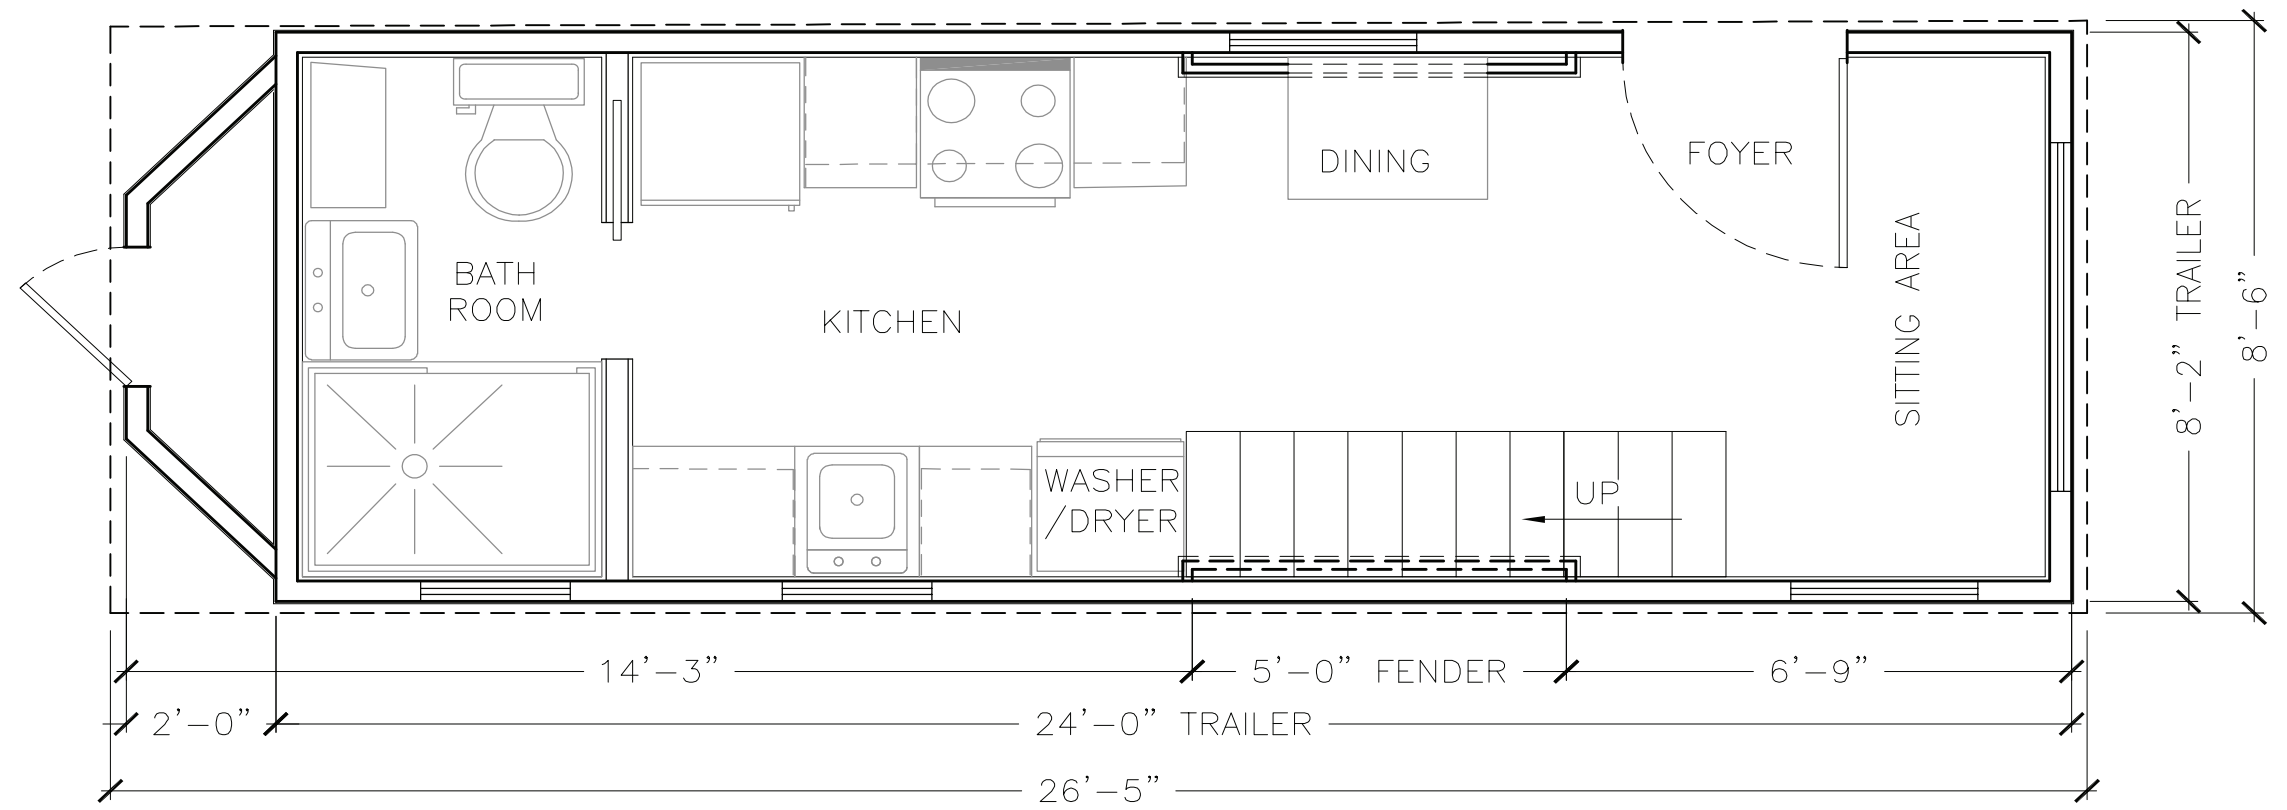 DINING
FOYER
BATH
ROOM
KITCHEN
SITTING AREA
WASHER
/DRYER
UP
8'-2" TRAILER
8'-6"
14'-3"
5'-0" FENDER
6'-9"
2'-0"
24'-0" TRAILER
26'-5"